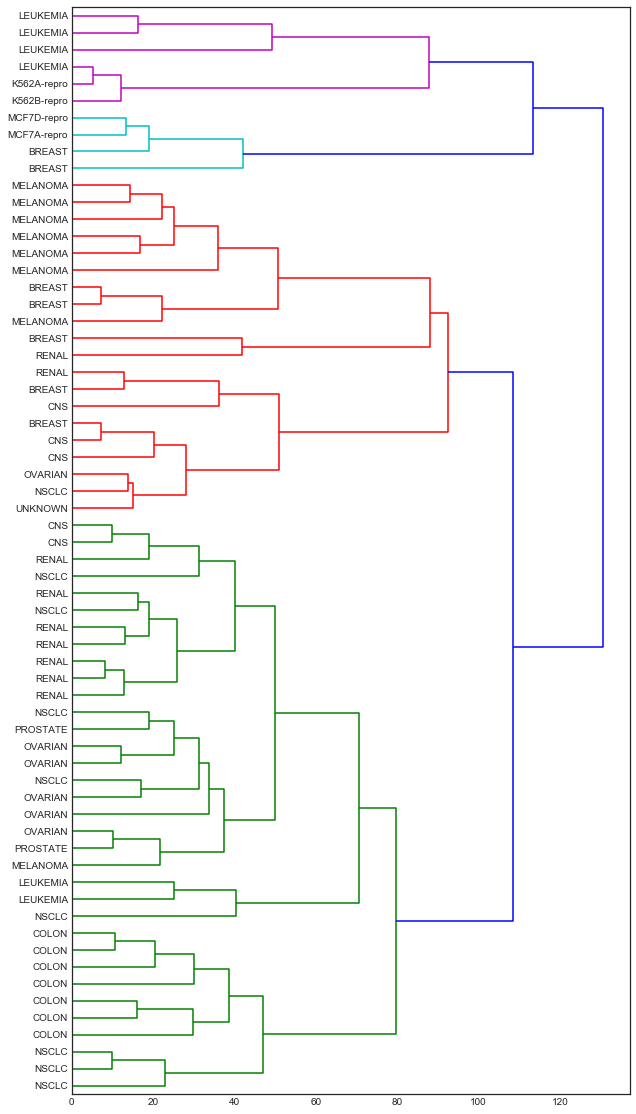 LEUKEMIA
LEUKEMIA
LEUKEMIA
LEUKEMIA
K562A-repro
K562B-repro
MCF7D-repro
MCF7A-repro
BREAST
BREAST
MELANOMA
MELANOMA
MELANOMA
MELANOMA
MELANOMA
MELANOMA
BREAST
BREAST
MELANOMA
BREAST
RENAL
RENAL
BREAST
CNS
BREAST
CNS
CNS
OVARIAN
NSCLC
UNKNOWN
CNS
CNS
RENAL
NSCLC
RENAL
NSCLC
RENAL
RENAL
RENAL
RENAL
RENAL
NSCLC
PROSTATE
OVARIAN
OVARIAN
NSCLC
OVARIAN
OVARIAN
OVARIAN
PROSTATE
MELANOMA
LEUKEMIA
LEUKEMIA
NSCLC
COLON
COLON
COLON
COLON
COLON
COLON
COLON
NSCLC
NSCLC
NSCLC
0 20 40 60 80 100 120